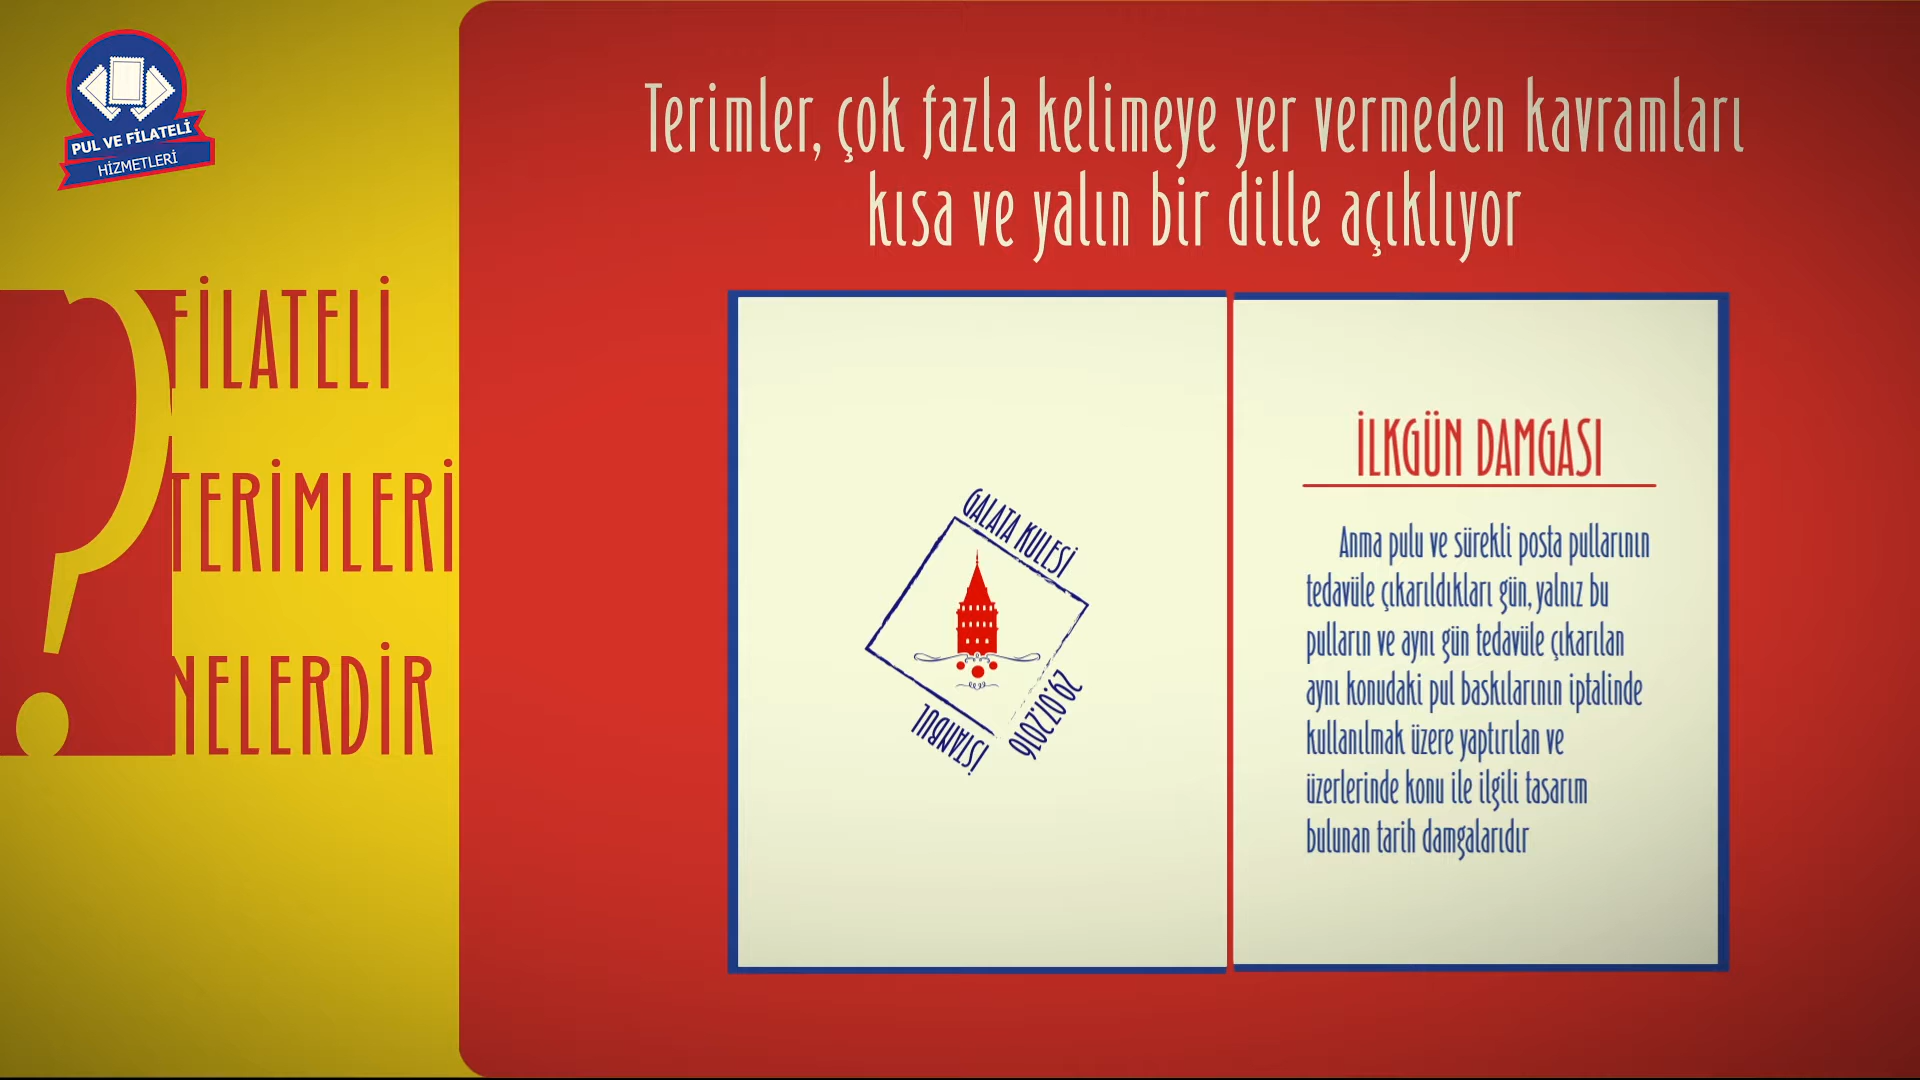 PUL VE FİLATELİ
HİZMETLERİ
?
FİLATELİ
TERİMLERİ
NELERDİR
Terimler, çok fazla kelimeye yer vermeden kavramları
kısa ve yalın bir dille açıklıyor
GALATA KULESİ
29.07.2016
İSTANBUL
İLKGÜN DAMGASI
Anma pulu ve sürekli posta pullarının
tedavüle çıkarıldıkları gün, yalnız bu
pulların ve aynı gün tedavüle çıkarılan
aynı konudaki pul baskılarının iptalinde
kullanılmak üzere yaptırılan ve
üzerlerinde konu ile ilgili tasarım
bulunan tarih damgalarıdır